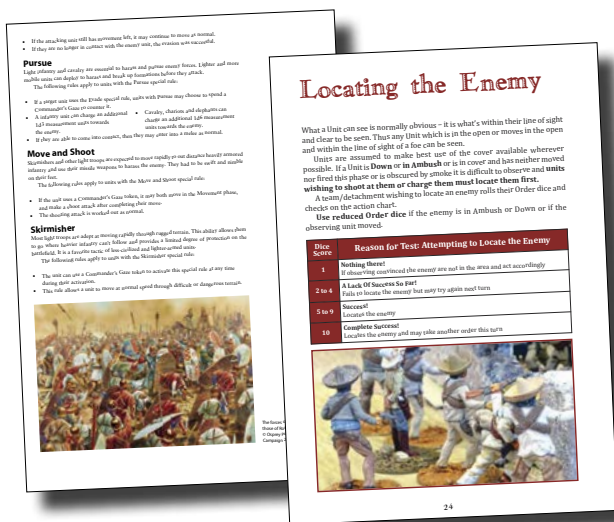 • If the attacking unit still has movement left, it may continue to move as normal.
• If they are no longer in contact with the enemy unit, the evasion was successful.
Pursue
Light infantry and cavalry are essential to harass and pursue enemy forces. Lighter and more
mobile units can deploy to harass and break up formations before they attack.
The following rules apply to units with the Pursue special rule:
• If a target unit uses the Evade special rule, units with Pursue may choose to spend a
Commander's Gaze to counter it.
• A infantry unit can charge an additional
1d3 measurement units towards
the enemy.
• Cavalry, chariots and elephants can
charge an additional 1d6 measurement
units towards the enemy.
• If they are able to come into contact, then they may enter into a melee as normal.
Move and Shoot
Skirmishers and other light troops are expected to move rapidly to out distance heavily armored
infantry and use their missile weapons to harass the enemy. They had to be swift and nimble
on their feet.
The following rules apply to units with the Move and Shoot special rule:
• If the unit uses a Commander's Gaze token, it may both move in the Movement phase,
and make a shoot attack after completing their move.
• The shooting attack is worked out as normal.
Skirmisher
Most light troops are adept at moving rapidly through rugged terrain. This ability allows them
to go where heavier infantry can't follow and provides a limited degree of protection on the
battlefield. It is a favorite tactic of less-civilized and lighter-armed units.
The following rules apply to units with the Skirmisher special rule:
• The unit can use a Commander's Gaze token to activate this special rule at any time
during their activation.
• This rule allows a unit to move at normal speed through difficult or dangerous terrain.
The forces
those of
© Osprey
Campaign
Locating the Enemy
What a Unit can see is normally obvious – it is what's within their line of sight
and clear to be seen. Thus any Unit which is in the open or moves in the open
and within the line of sight of a foe can be seen.
Units are assumed to make best use of the cover available wherever
possible. If a Unit is Down or in Ambush or is in cover and has neither moved
nor fired this phase or is obscured by smoke it is difficult to observe and units
wishing to shoot at them or charge them must locate them first.
A team/detachment wishing to locate an enemy rolls their Order dice and
checks on the action chart.
Use reduced Order dice if the enemy is in Ambush or Down or if the
observing unit moved.
Dice
Score
Reason for Test: Attempting to Locate the Enemy
1
Nothing there!
If observing convinced the enemy are not in the area and act accordingly
2 to 4
A Lack Of Success So Far!
Fails to locate the enemy but may try again next turn
5 to 9
Success!
Locates the enemy
10
Complete Success!
Locates the enemy and may take another order this turn
24